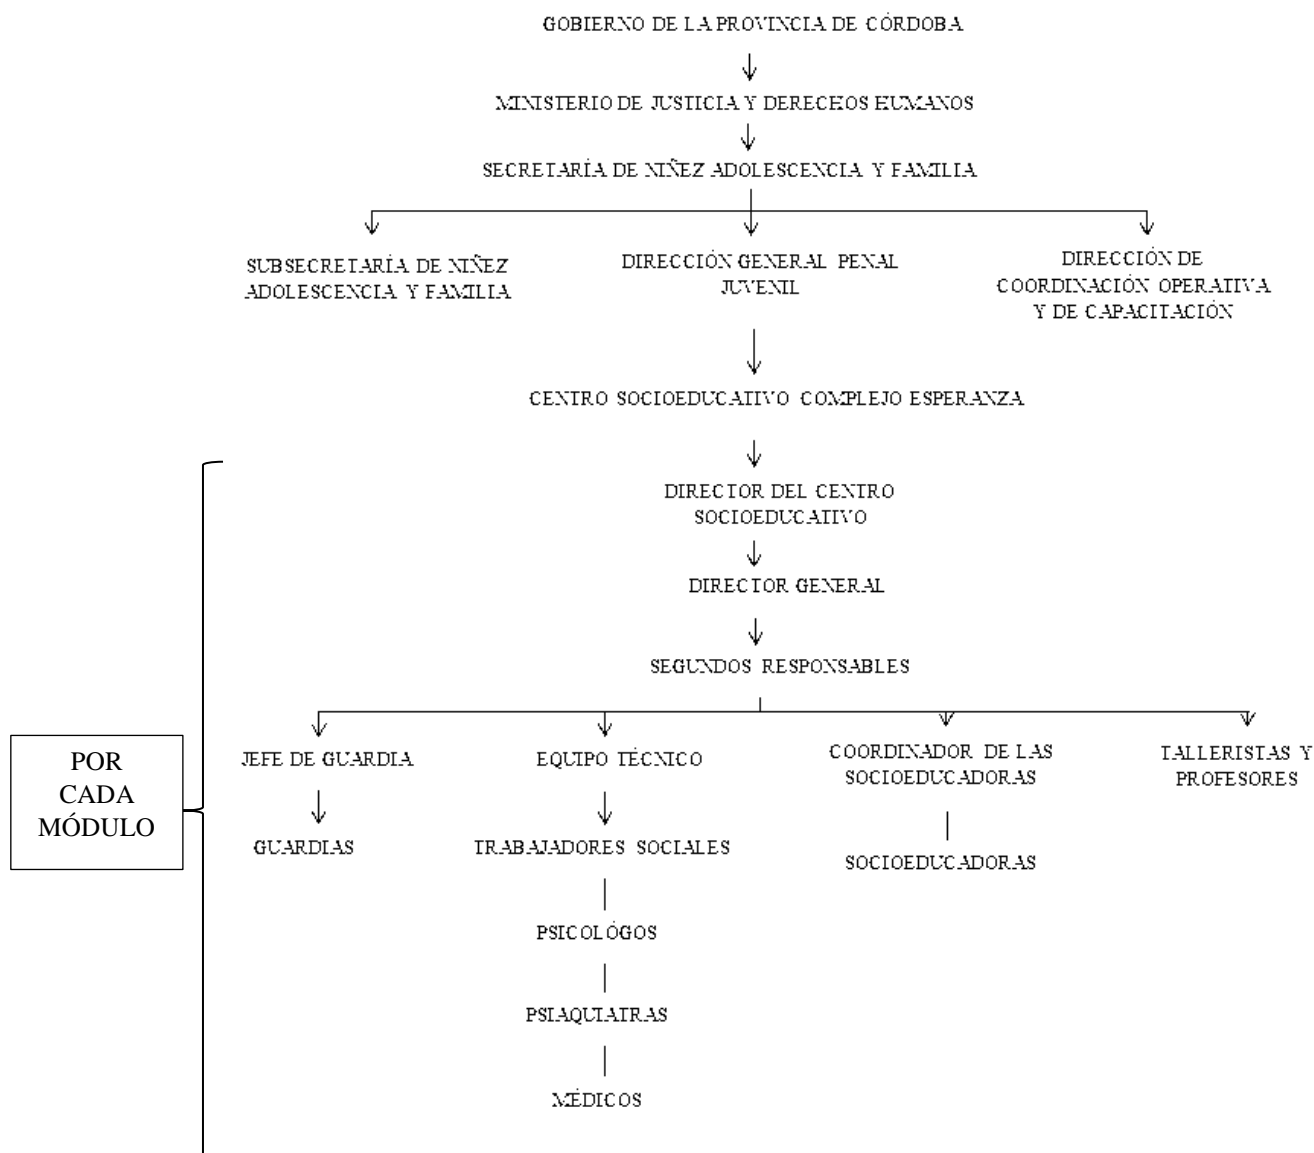 GOBIERNO DE LA PROVINCIA DE CÓRDOBA
MINISTERIO DE JUSTICIA Y DERECHOS HUMANOS
SECRETARÍA DE NIÑEZ ADOLESCENCIA Y FAMILIA
SUBSECRETARÍA DE NIÑEZ
ADOLESCENCIA Y FAMILIA
DIRECCIÓN GENERAL PENAL
JUVENIL
DIRECCIÓN DE
COORDINACIÓN OPERATIVA
Y DE CAPACITACIÓN
CENTRO SOCIOEDUCATIVO COMPLEJO ESPERANZA
DIRECTOR DEL CENTRO
SOCIOEDUCATIVO
DIRECTOR GENERAL
SEGUNDOS RESPONSABLES
POR
CADA
MÓDULO
JEFE DE GUARDIA
EQUIPO TÉCNICO
COORDINADOR DE LAS
SOCIOEDUCADORAS
TALLERISTAS Y
PROFESORES
GUARDIAS
TRABAJADORES SOCIALES
SOCIOEDUCADORAS
PSICOLÓGOS
PSIAQUIATRAS
MÉDICOS